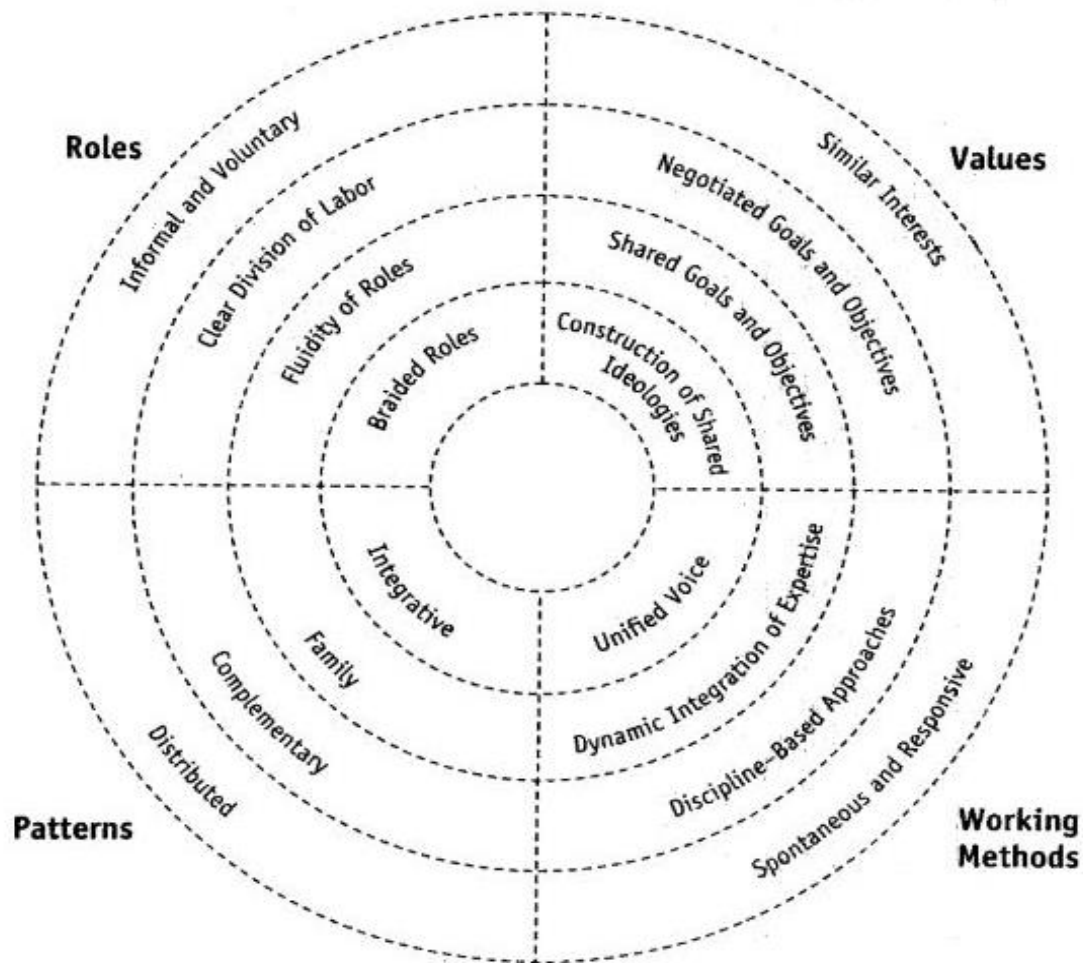 Roles
Informal and Voluntary
Clear Division of Labor
Fluidity of Roles
Braided Roles
Values
Similar Interests
Negotiated Goals and Objectives
Shared Goals and Objectives
Construction of Shared
Ideologies
Patterns
Integrative
Family
Complementary
Distributed
Working
Methods
Unified Voice
Dynamic Integration of Expertise
Discipline–Based Approaches
Spontaneous and Responsive